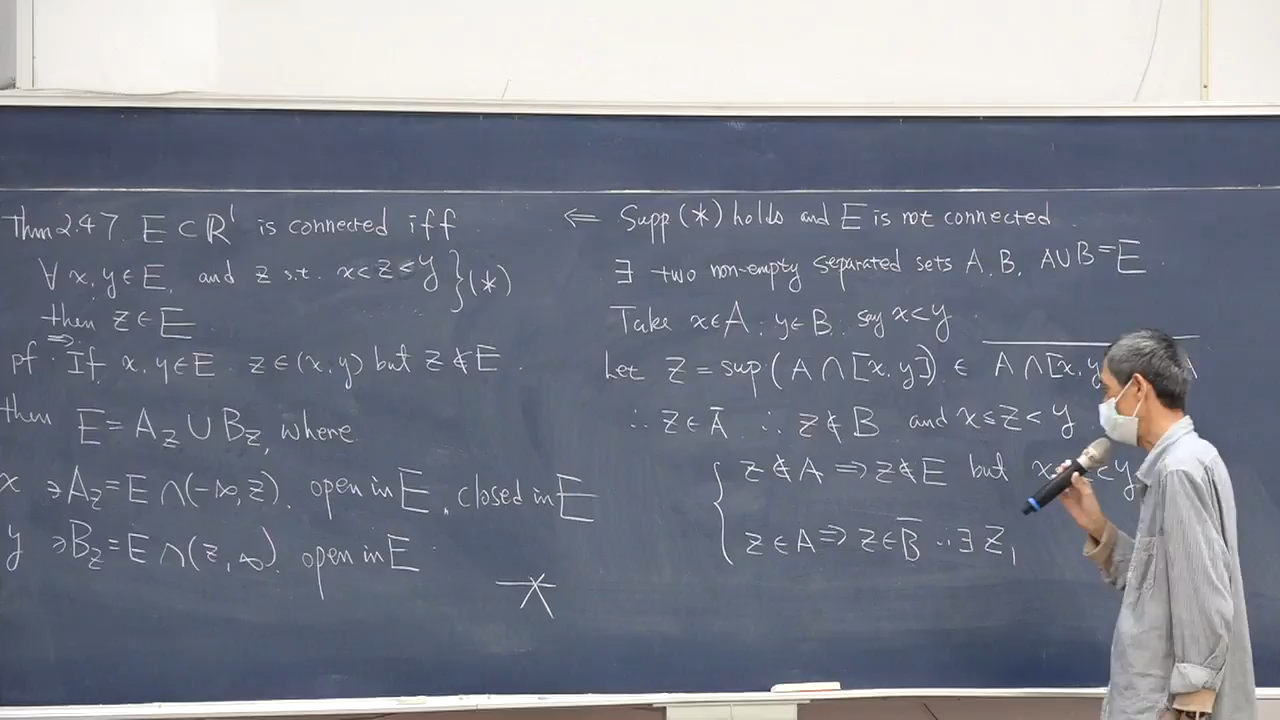 Thm 2.47. E ⊂ ℝ¹ is connected iff
∀ x, y ∈ E, and z s.t. x < z < y } (*)
then z ∈ E
pf. ⇒ If x, y ∈ E z ∈ (x, y) but z ∉ E.
then E = A_z ∪ B_z, where
x ∋ A_z = E ∩ (-∞, z). open in E, closed in E
y ∋ B_z = E ∩ (z, ∞). open in E
⇐ Supp (*) holds and E is not connected
∃ two non-empty separated sets A, B, A ∪ B = E.
Take x ∈ A, y ∈ B, say x < y
Let z = sup (A ∩ [x, y]) ∈ A ∩ [x, y
∴ z ∈ Ā ∴ z ∉ B and x ≤ z < y
{ z ∉ A ⇒ z ∉ E but x < y
z ∈ A ⇒ z ∉ B̄ ∴ ∃ z₁